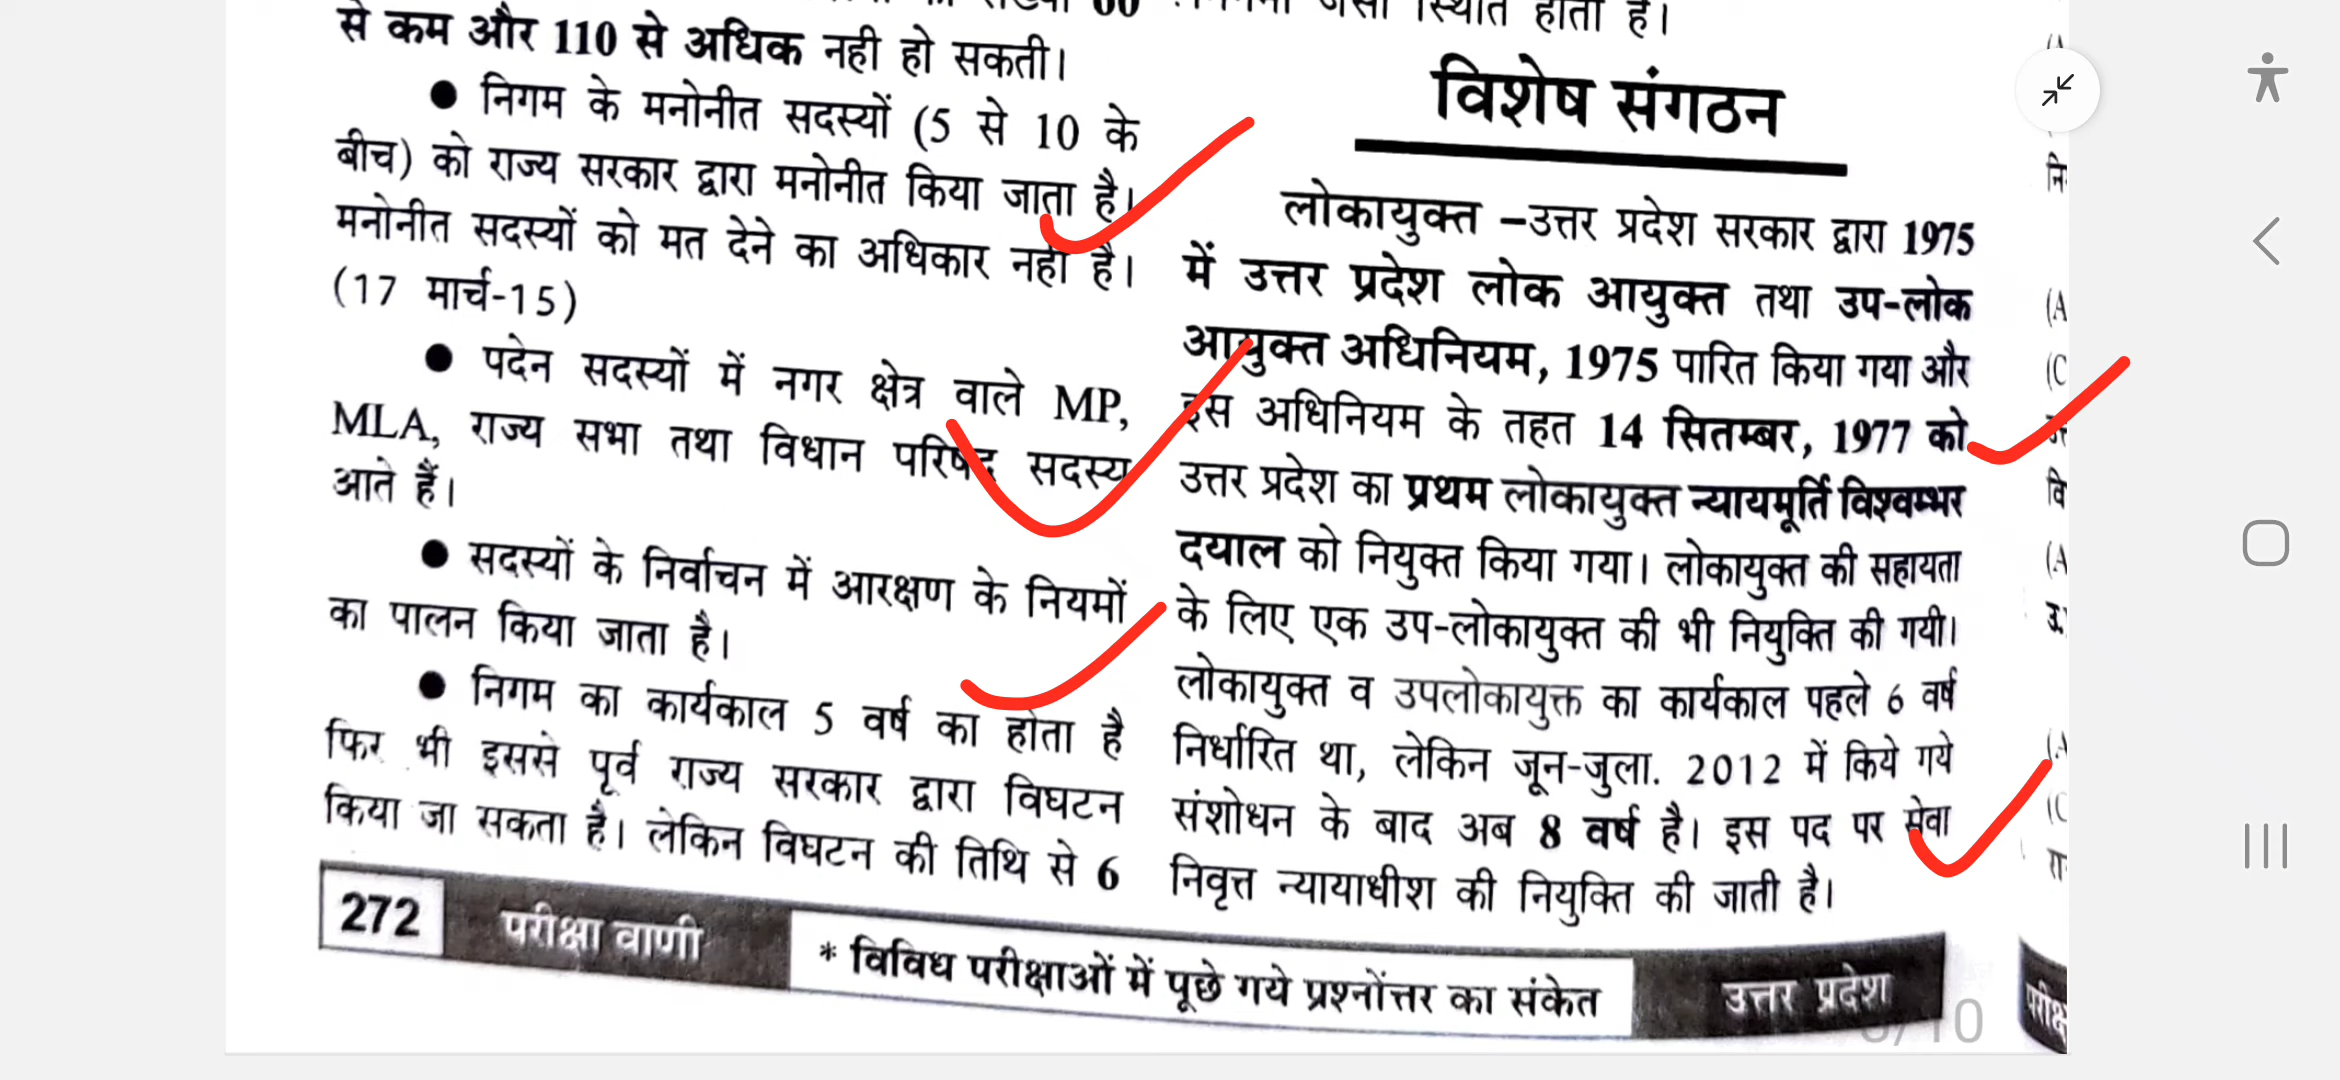 60
से कम और 110 से अधिक नही हो सकती।
● निगम के मनोनीत सदस्यों (5 से 10 के
बीच) को राज्य सरकार द्वारा मनोनीत किया जाता है।
मनोनीत सदस्यों को मत देने का अधिकार नहीं है।
(17 मार्च-15)
● पदेन सदस्यों में नगर क्षेत्र वाले MP,
MLA, राज्य सभा तथा विधान परिषद सदस्य
आते हैं।
● सदस्यों के निर्वाचन में आरक्षण के नियमों
का पालन किया जाता है।
● निगम का कार्यकाल 5 वर्ष का होता है
फिर भी इससे पूर्व राज्य सरकार द्वारा विघटन
किया जा सकता है। लेकिन विघटन की तिथि से 6
स्थिति होती है।
विशेष संगठन
लोकायुक्त –उत्तर प्रदेश सरकार द्वारा 1975
में उत्तर प्रदेश लोक आयुक्त तथा उप-लोक
आयुक्त अधिनियम, 1975 पारित किया गया और
इस अधिनियम के तहत 14 सितम्बर, 1977 को
उत्तर प्रदेश का प्रथम लोकायुक्त न्यायमूर्ति विश्वम्भर
दयाल को नियुक्त किया गया। लोकायुक्त की सहायता
के लिए एक उप-लोकायुक्त की भी नियुक्ति की गयी।
लोकायुक्त व उपलोकायुक्त का कार्यकाल पहले 6 वर्ष
निर्धारित था, लेकिन जून-जुला. 2012 में किये गये
संशोधन के बाद अब 8 वर्ष है। इस पद पर सेवा
निवृत्त न्यायाधीश की नियुक्ति की जाती है।
272 परीक्षा वाणी * विविध परीक्षाओं में पूछे गये प्रश्नोंत्तर का संकेत उत्तर प्रदेश